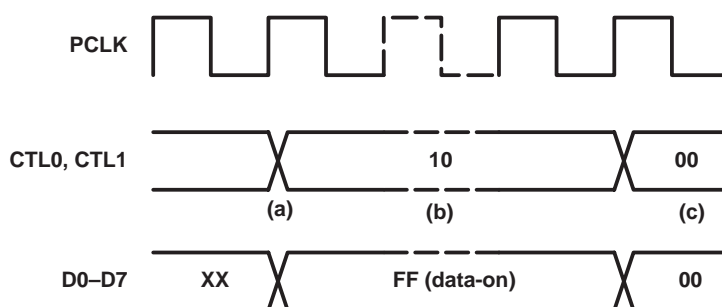 PCLK
CTL0, CTL1 10 00
(a) (b) (c)
D0–D7 XX FF (data-on) 00